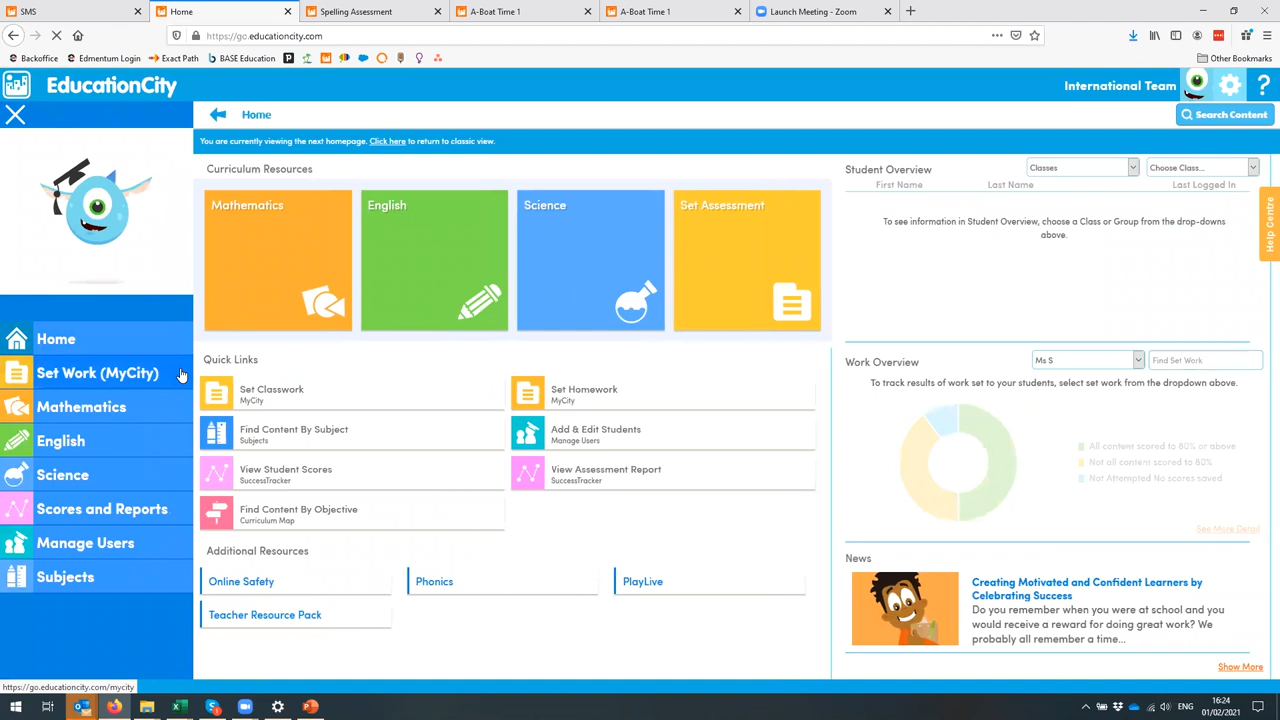 SMS
Home
Spelling Assessment
A-Boat Time 1
A-Boat Time 1
Launch Meeting - Zoom
https://go.educationcity.com
Backoffice
Edmentum Login
Exact Path
BASE Education
Other Bookmarks
EducationCity
International Team
?
Home
Search Content
You are currently viewing the next homepage. Click here to return to classic view.
Home
Set Work (MyCity)
Mathematics
English
Science
Scores and Reports
Manage Users
Subjects
Curriculum Resources
Mathematics
English
Science
Set Assessment
Quick Links
Set Classwork
MyCity
Set Homework
MyCity
Find Content By Subject
Subjects
Add & Edit Students
Manage Users
View Student Scores
SuccessTracker
View Assessment Report
SuccessTracker
Find Content By Objective
Curriculum Map
Additional Resources
Online Safety
Phonics
PlayLive
Teacher Resource Pack
Student Overview
Classes
Choose Class...
First Name
Last Name
Last Logged In
To see information in Student Overview, choose a Class or Group from the drop-downs
above.
Help Centre
Work Overview
Ms S
Find Set Work
To track results of work set to your students, select set work from the dropdown above.
All content scored to 80% or above
Not all content scored to 80%
Not Attempted No scores saved
See More Detail
News
Creating Motivated and Confident Learners by
Celebrating Success
Do you remember when you were at school and you
would receive a reward for doing great work? We
probably all remember a time...
Show More
https://go.educationcity.com/mycity
ENG
16:24
01/02/2021